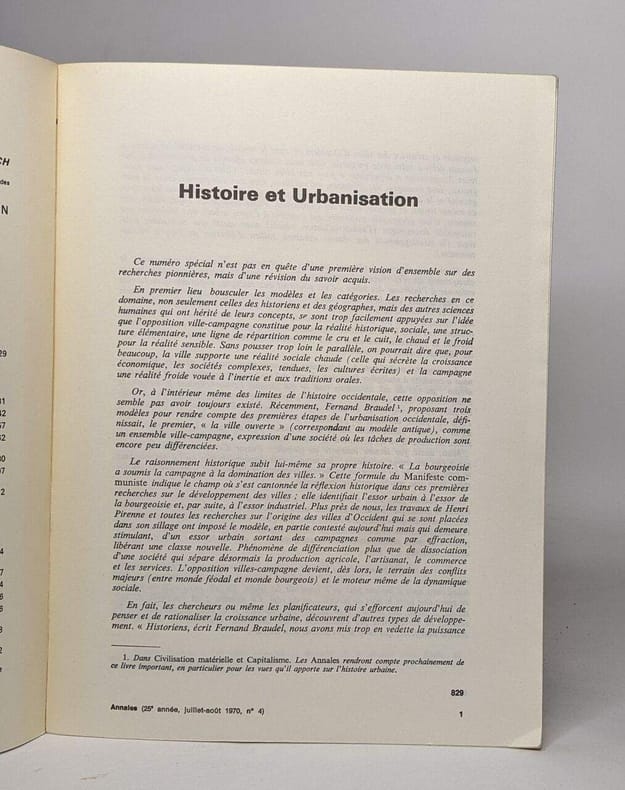 CH
des
N
29
31
42
57
32
30
97
12
4
7
4
6
6
8
2
Histoire et Urbanisation
Ce numéro spécial n'est pas en quête d'une première vision d'ensemble sur des
recherches pionnières, mais d'une révision du savoir acquis.
En premier lieu bousculer les modèles et les catégories. Les recherches en ce
domaine, non seulement celles des historiens et des géographes, mais des autres sciences
humaines qui ont hérité de leurs concepts, se sont trop facilement appuyées sur l'idée
que l'opposition ville-campagne constitue pour la réalité historique, sociale, une struc-
ture élémentaire, une ligne de répartition comme le cru et le cuit, le chaud et le froid
pour la réalité sensible. Sans pousser trop loin le parallèle, on pourrait dire que, pour
beaucoup, la ville supporte une réalité sociale chaude (celle qui sécrète la croissance
économique, les sociétés complexes, tendues, les cultures écrites) et la campagne
une réalité froide vouée à l'inertie et aux traditions orales.
Or, à l'intérieur même des limites de l'histoire occidentale, cette opposition ne
semble pas avoir toujours existé. Récemment, Fernand Braudel ¹, proposant trois
modèles pour rendre compte des premières étapes de l'urbanisation occidentale, défi-
nissait, le premier, « la ville ouverte » (correspondant au modèle antique), comme
un ensemble ville-campagne, expression d'une société où les tâches de production sont
encore peu différenciées.
Le raisonnement historique subit lui-même sa propre histoire. « La bourgeoisie
a soumis la campagne à la domination des villes. » Cette formule du Manifeste com-
muniste indique le champ où s'est cantonnée la réflexion historique dans ces premières
recherches sur le développement des villes ; elle identifiait l'essor urbain à l'essor de
la bourgeoisie et, par suite, à l'essor industriel. Plus près de nous, les travaux de Henri
Pirenne et toutes les recherches sur l'origine des villes d'Occident qui se sont placées
dans son sillage ont imposé le modèle, en partie contesté aujourd'hui mais qui demeure
stimulant, d'un essor urbain sortant des campagnes comme par effraction,
libérant une classe nouvelle. Phénomène de différenciation plus que de dissociation
d'une société qui sépare désormais la production agricole, l'artisanat, le commerce
et les services. L'opposition villes-campagne devient, dès lors, le terrain des conflits
majeurs (entre monde féodal et monde bourgeois) et le moteur même de la dynamique
sociale.
En fait, les chercheurs ou même les planificateurs, qui s'efforcent aujourd'hui de
penser et de rationaliser la croissance urbaine, découvrent d'autres types de développe-
ment. « Historiens, écrit Fernand Braudel, nous avons mis trop en vedette la puissance
1. Dans Civilisation matérielle et Capitalisme. Les Annales rendront compte prochainement de
ce livre important, en particulier pour les vues qu'il apporte sur l'histoire urbaine.
829
Annales (25ᵉ année, juillet-août 1970, n° 4)
1